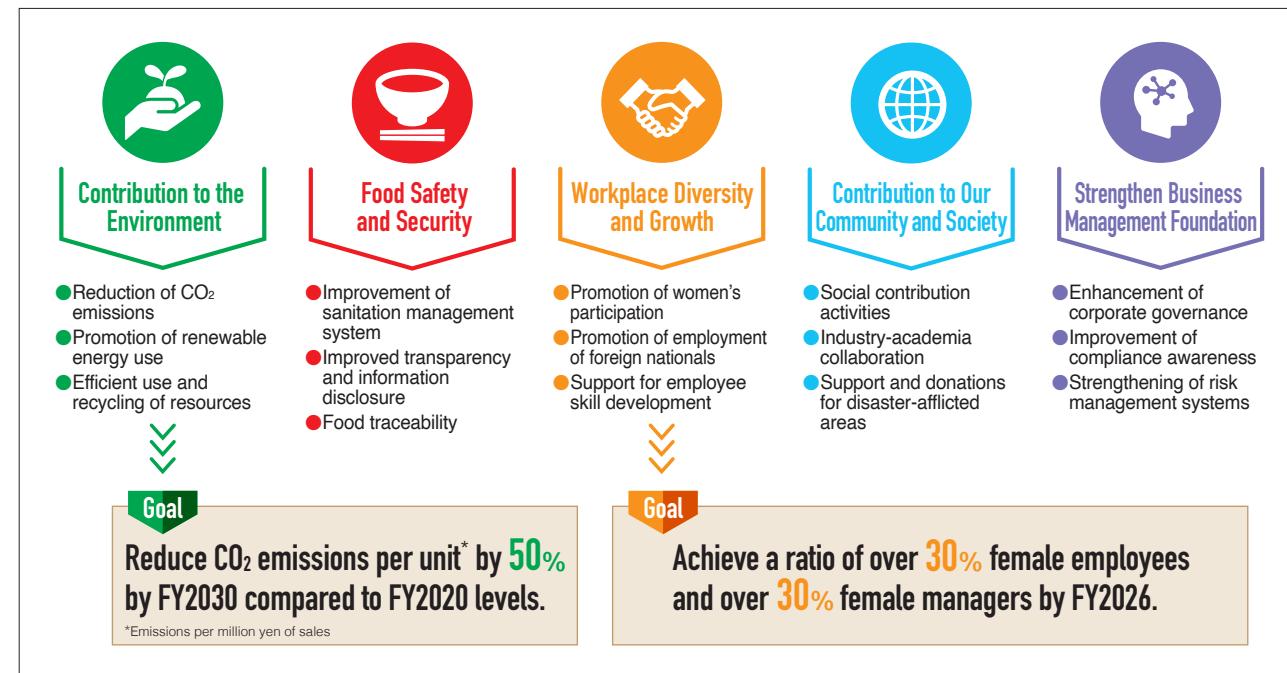 Contribution to the
Environment
●Reduction of CO₂
emissions
●Promotion of renewable
energy use
●Efficient use and
recycling of resources
Food Safety
and Security
●Improvement of
sanitation management
system
●Improved transparency
and information
disclosure
●Food traceability
Workplace Diversity
and Growth
●Promotion of women's
participation
●Promotion of employment
of foreign nationals
●Support for employee
skill development
Contribution to Our
Community and Society
●Social contribution
activities
●Industry-academia
collaboration
●Support and donations
for disaster-afflicted
areas
Strengthen Business
Management Foundation
●Enhancement of
corporate governance
●Improvement of
compliance awareness
●Strengthening of risk
management systems
Goal
Reduce CO₂ emissions per unit* by 50%
by FY2030 compared to FY2020 levels.
*Emissions per million yen of sales
Goal
Achieve a ratio of over 30% female employees
and over 30% female managers by FY2026.